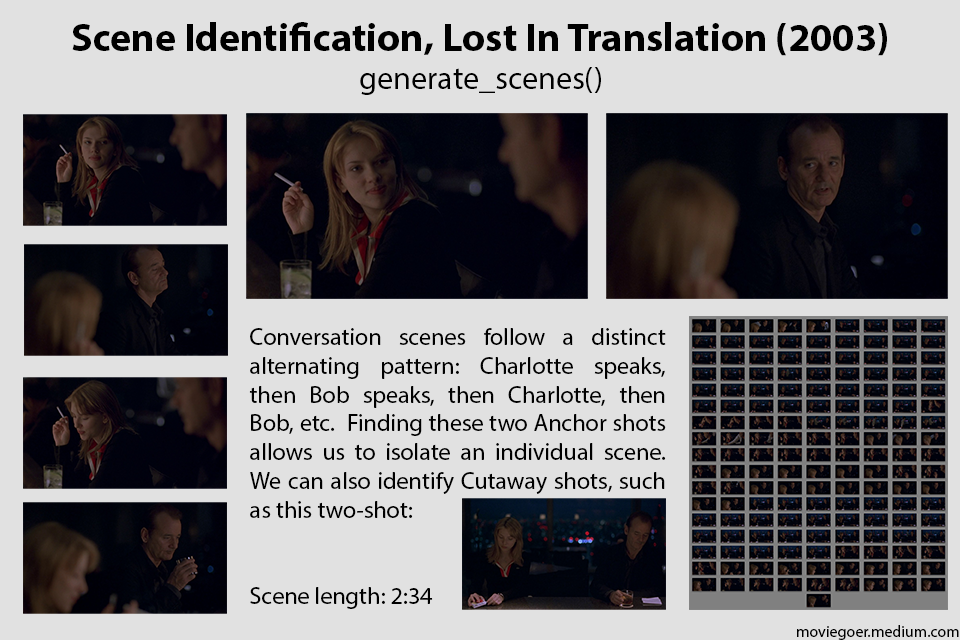 Scene Identification, Lost In Translation (2003)
generate_scenes()
Conversation scenes follow a distinct
alternating pattern: Charlotte speaks,
then Bob speaks, then Charlotte, then
Bob, etc. Finding these two Anchor shots
allows us to isolate an individual scene.
We can also identify Cutaway shots, such
as this two-shot:
Scene length: 2:34
moviegoer.medium.com